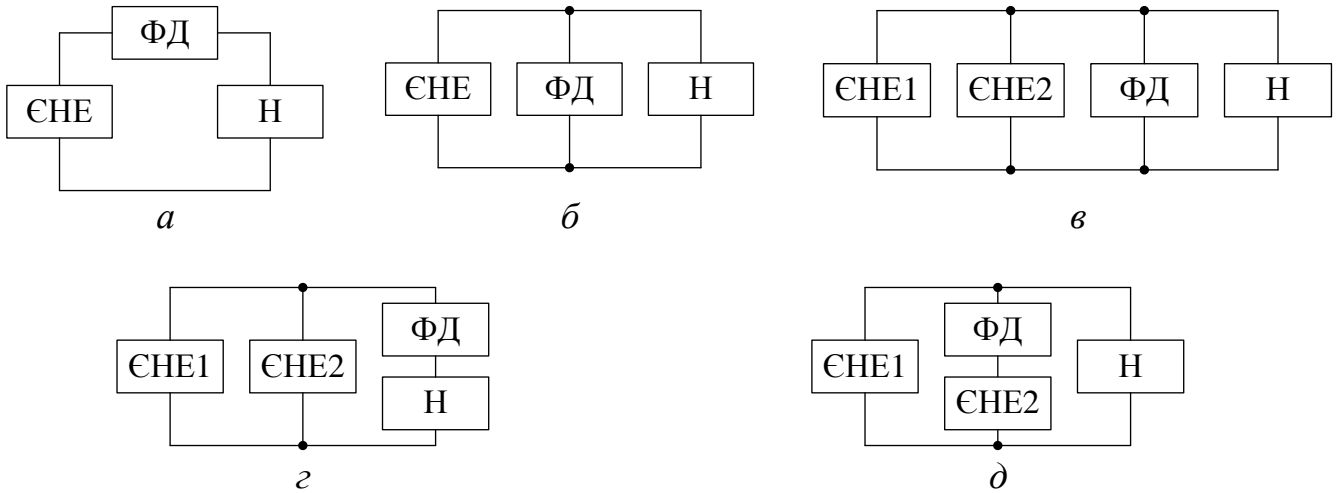 ФД
ЄНЕ Н
а
ЄНЕ ФД Н
б
ЄНЕ1 ЄНЕ2 ФД Н
в
ФД
ЄНЕ1 ЄНЕ2
Н
г
ФД
ЄНЕ1 Н
ЄНЕ2
д